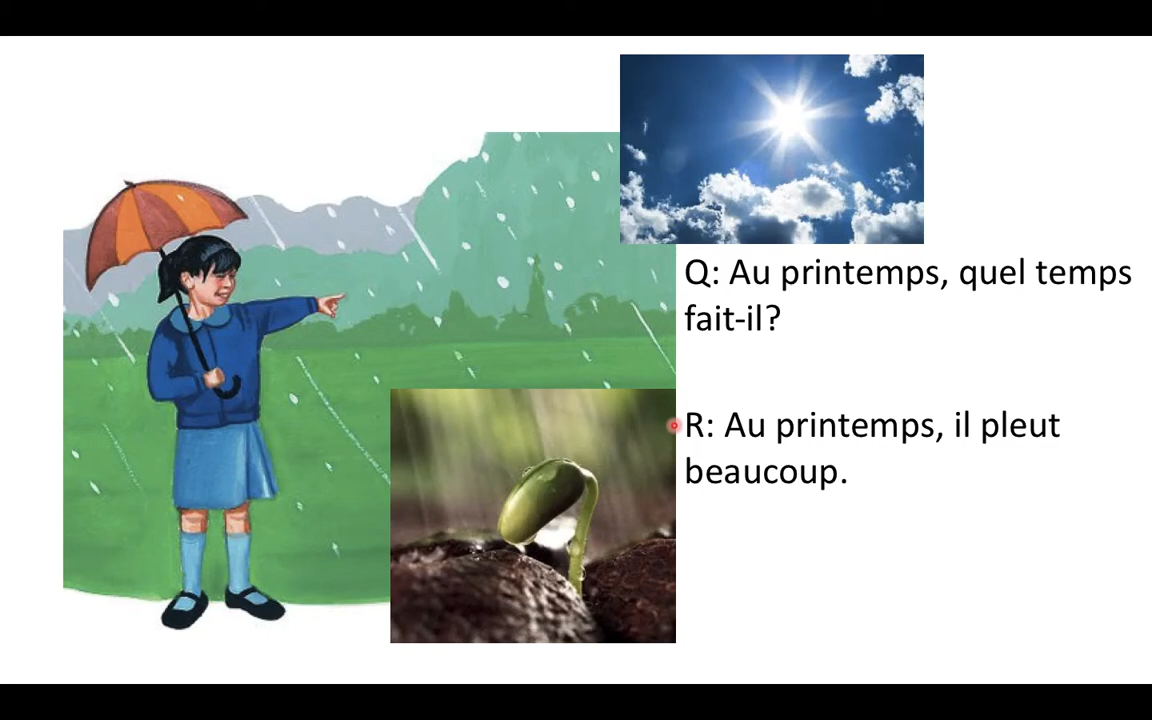 Q: Au printemps, quel temps
fait-il?
R: Au printemps, il pleut
beaucoup.